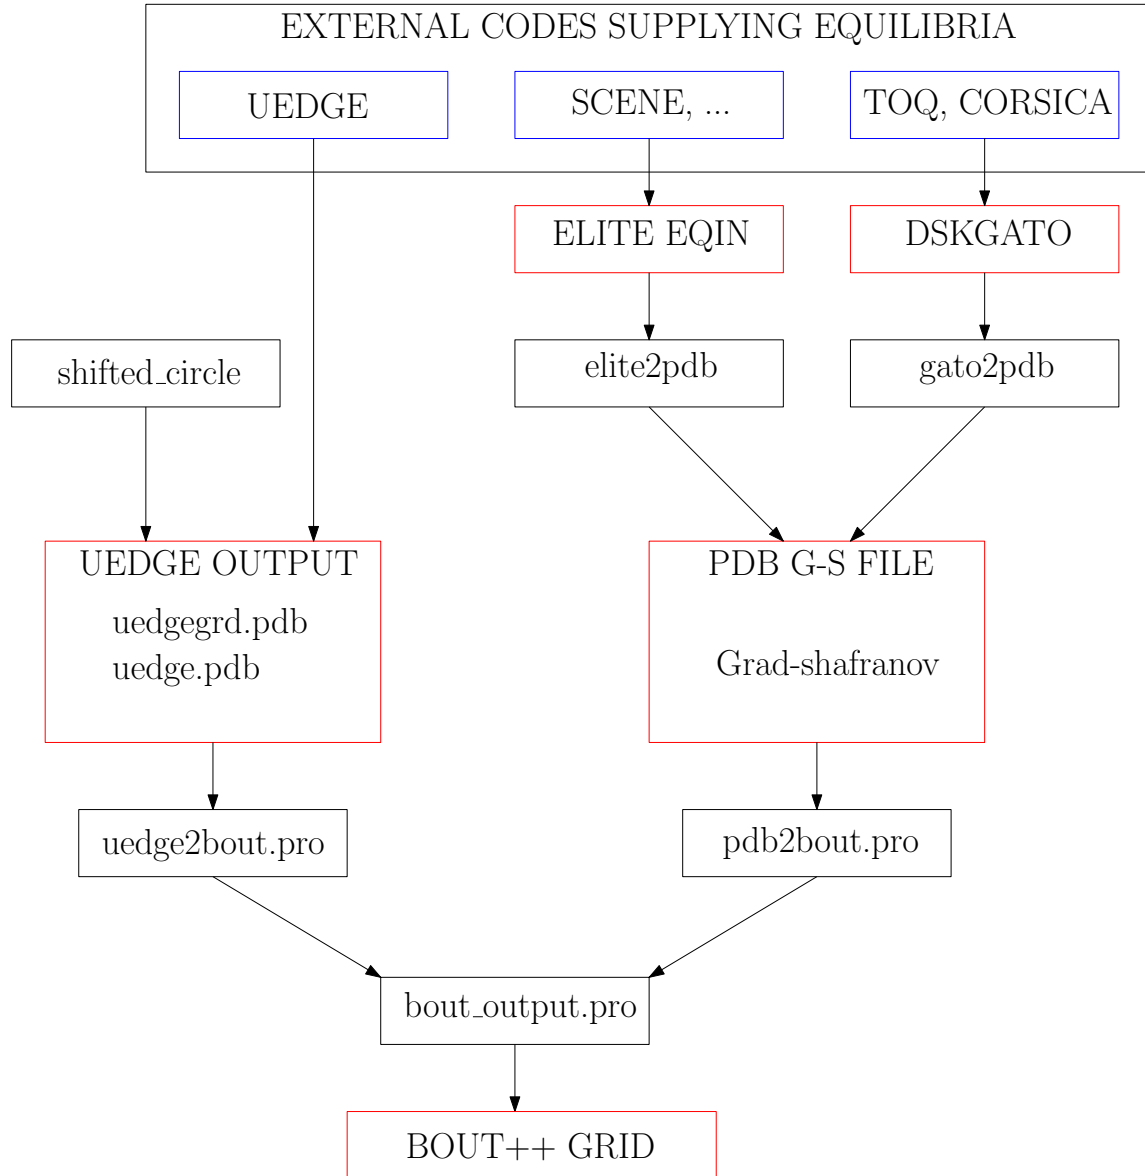 EXTERNAL CODES SUPPLYING EQUILIBRIA
UEDGE
SCENE, ...
TOQ, CORSICA
ELITE EQIN
DSKGATO
shifted_circle
elite2pdb
gato2pdb
UEDGE OUTPUT
uedgegrd.pdb
uedge.pdb
PDB G-S FILE
Grad-shafranov
uedge2bout.pro
pdb2bout.pro
bout_output.pro
BOUT++ GRID